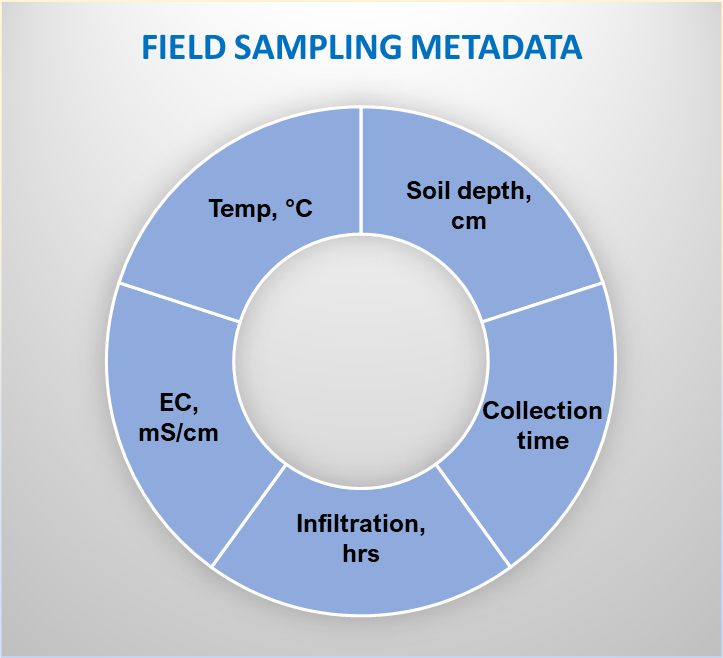 FIELD SAMPLING METADATA
Soil depth,
cm
Collection
time
Infiltration,
hrs
EC,
mS/cm
Temp, °C